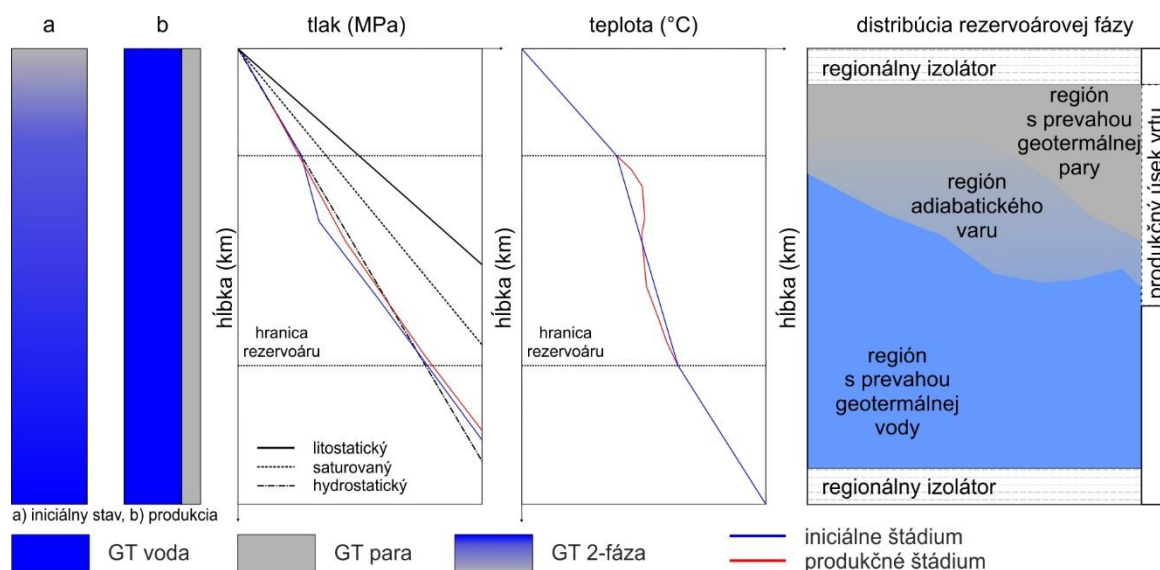 a
b
tlak (MPa)
teplota (°C)
distribúcia rezervoárovej fázy
regionálny izolátor
región
s prevahou
geotermálnej
pary
región
adiabatického
varu
región
s prevahou
geotermálnej
vody
regionálny izolátor
produkčný úsek vrtu
hĺbka (km)
hĺbka (km)
hĺbka (km)
hranica
rezervoáru
hranica
rezervoáru
litostatický
saturovaný
hydrostatický
a) iniciálny stav, b) produkcia
GT voda
GT para
GT 2-fáza
iniciálne štádium
produkčné štádium